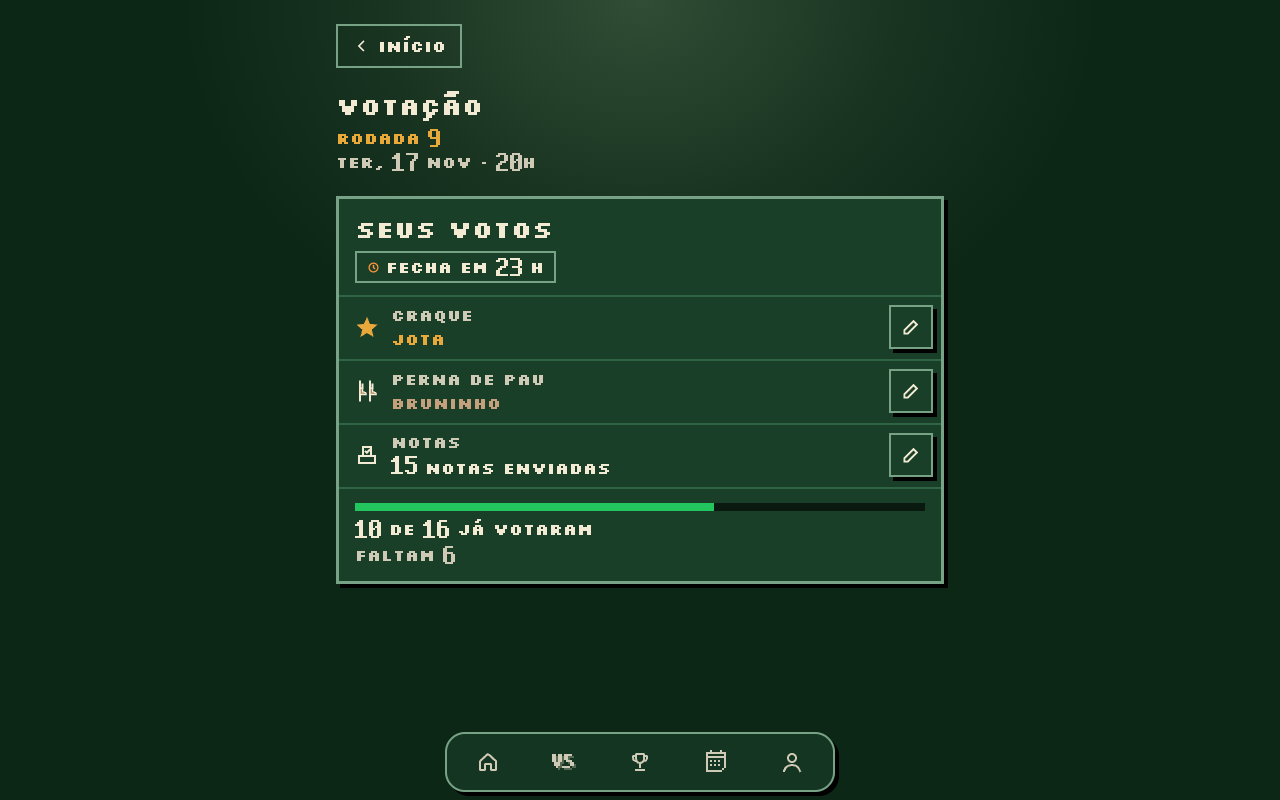 INÍCIO
VOTAÇÃO
RODADA 9
TER, 17 NOV · 20H
SEUS VOTOS
FECHA EM 23 H
CRAQUE
JOTA
PERNA DE PAU
BRUNINHO
NOTAS
15 NOTAS ENVIADAS
10 DE 16 JÁ VOTARAM
FALTAM 6
VS